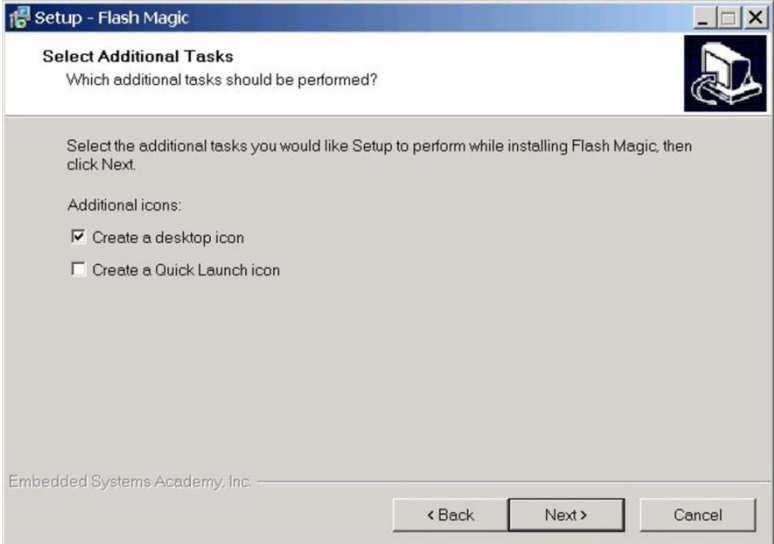 Setup - Flash Magic
Select Additional Tasks
Which additional tasks should be performed?
Select the additional tasks you would like Setup to perform while installing Flash Magic, then
click Next.
Additional icons:
Create a desktop icon
Create a Quick Launch icon
Embedded Systems Academy, Inc.
< Back Next > Cancel